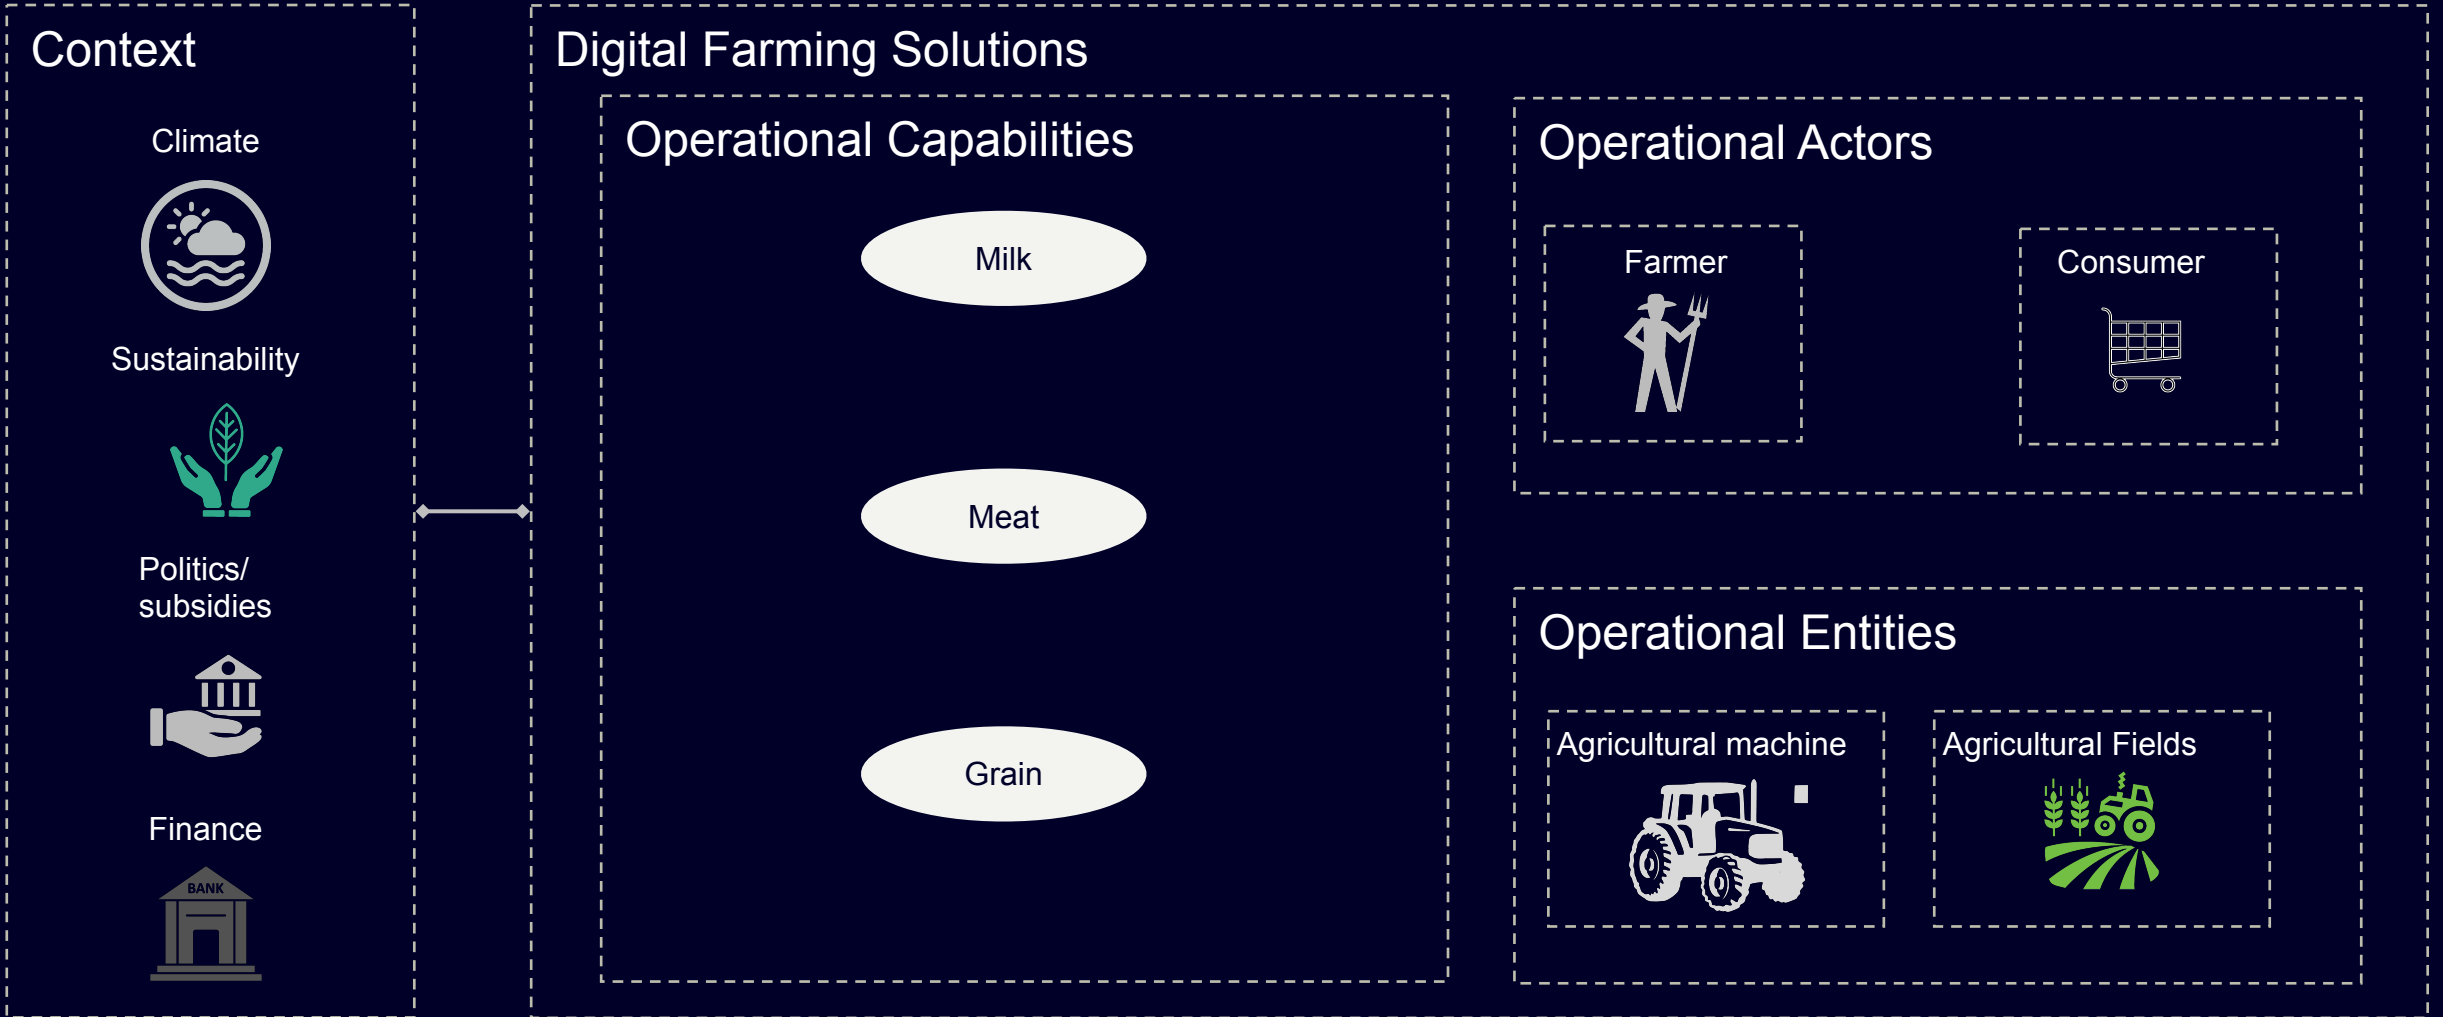 Context
Climate
Sustainability
Politics/
subsidies
Finance
BANK
Digital Farming Solutions
Operational Capabilities
Milk
Meat
Grain
Operational Actors
Farmer
Consumer
Operational Entities
Agricultural machine
Agricultural Fields